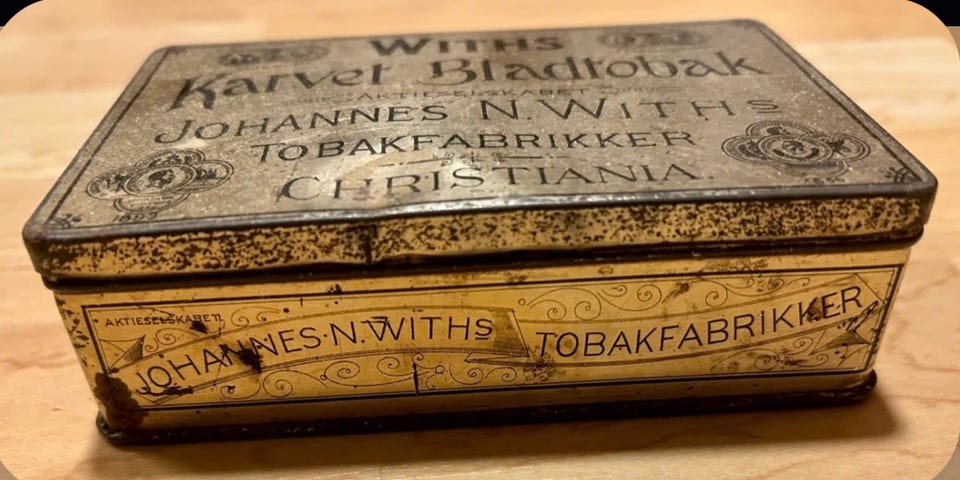 WITHS
Karvet Bladtobak
AKTIESELSKABET
JOHANNES N. WITHS
TOBAKFABRIKKER
CHRISTIANIA.
AKTIESELSKABET
JOHANNES·N·WITHS
TOBAKFABRIKKER